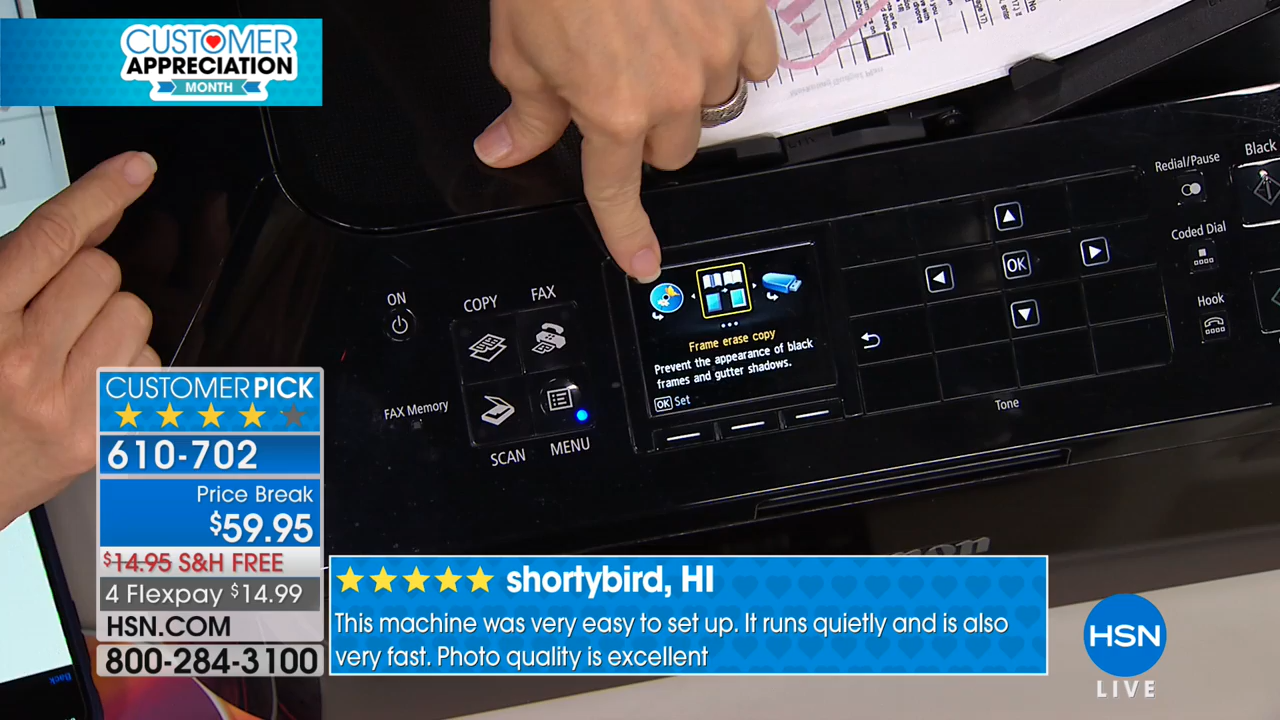 CUSTOMER
APPRECIATION
MONTH
Redial/Pause
Black
Coded Dial
Hook
Tone
ON
COPY
FAX
FAX Memory
SCAN
MENU
OK
Frame erase copy
Prevent the appearance of black
frames and gutter shadows.
OK Set
CUSTOMER PICK
610-702
Price Break
$59.95
$14.95 S&H FREE
4 Flexpay $14.99
HSN.COM
800-284-3100
shortybird, HI
This machine was very easy to set up. It runs quietly and is also
very fast. Photo quality is excellent
HSN
LIVE
Back